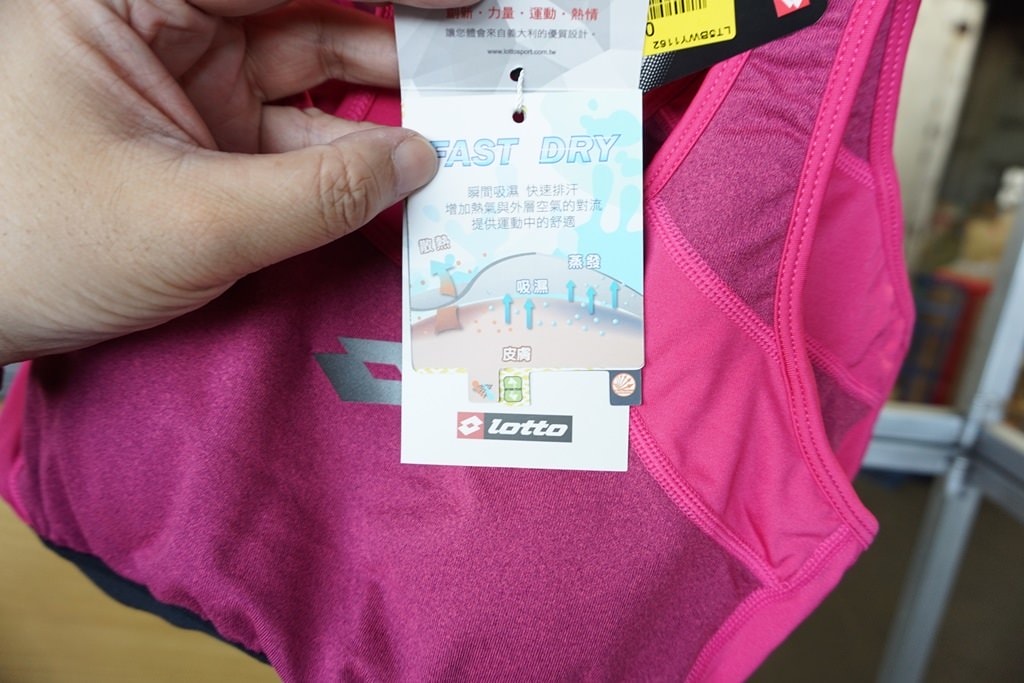 創新・力量・運動・熱情
讓您體會來自義大利的優質設計。
www.lottosport.com.tw
LT5BWY1162
0
FAST DRY
瞬間吸濕 快速排汗
增加熱氣與外層空氣的對流
提供運動中的舒適
散熱
蒸發
吸濕
皮膚
lotto